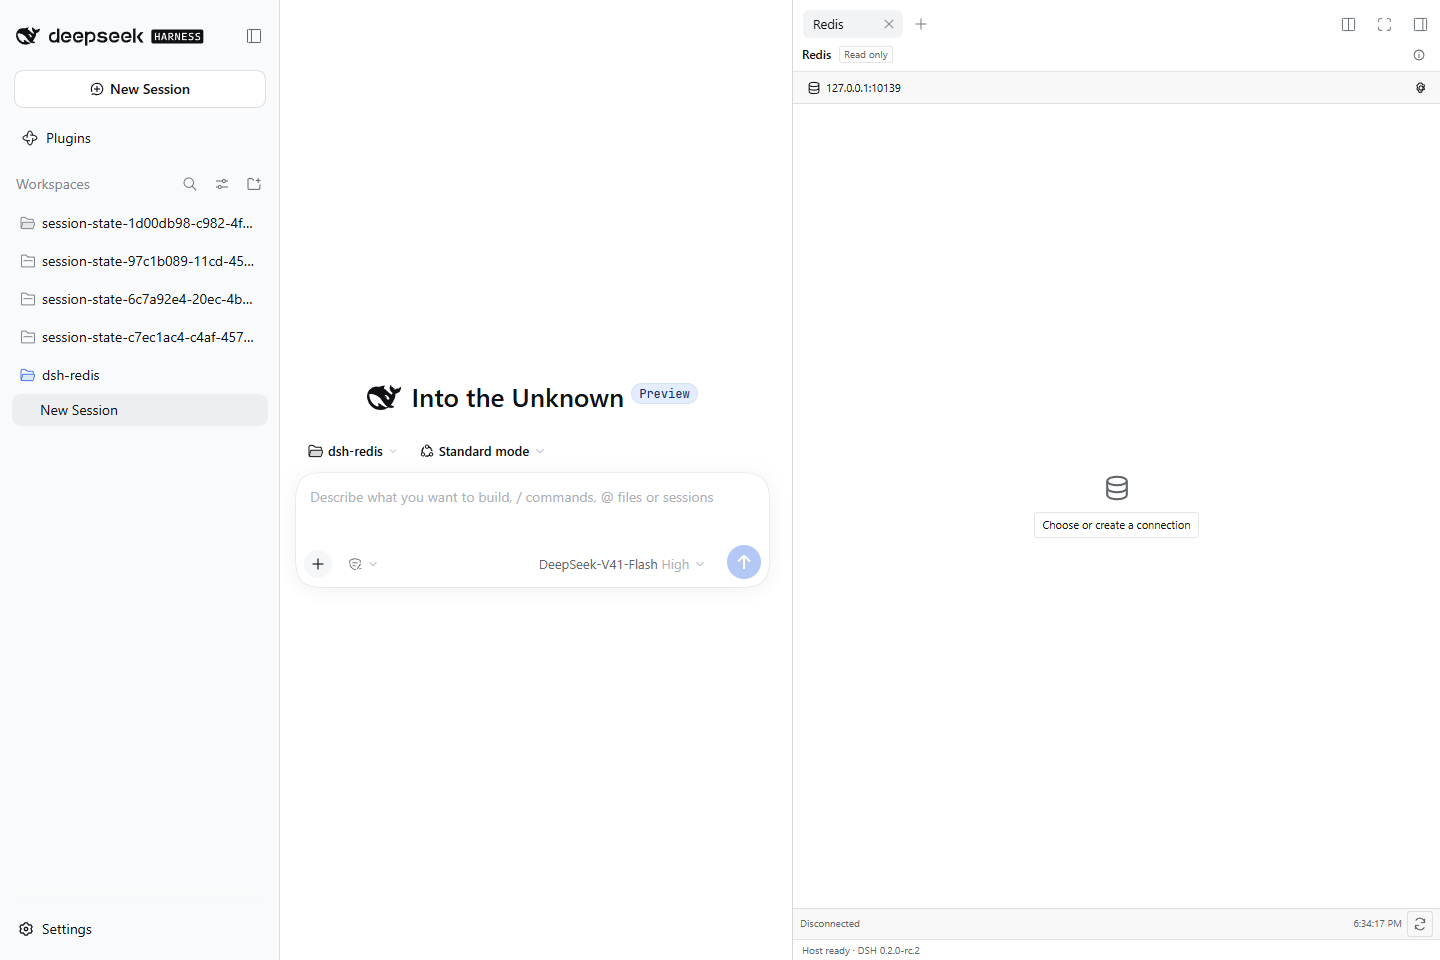 deepseek HARNESS
New Session
Plugins
Workspaces
session-state-1d00db98-c982-4f...
session-state-97c1b089-11cd-45...
session-state-6c7a92e4-20ec-4b...
session-state-c7ec1ac4-c4af-457...
dsh-redis
New Session
Settings
Into the Unknown Preview
dsh-redis Standard mode
Describe what you want to build, / commands, @ files or sessions
DeepSeek-V41-Flash High
Redis
Redis Read only
127.0.0.1:10139
Choose or create a connection
Disconnected 6:34:17 PM
Host ready · DSH 0.2.0-rc.2